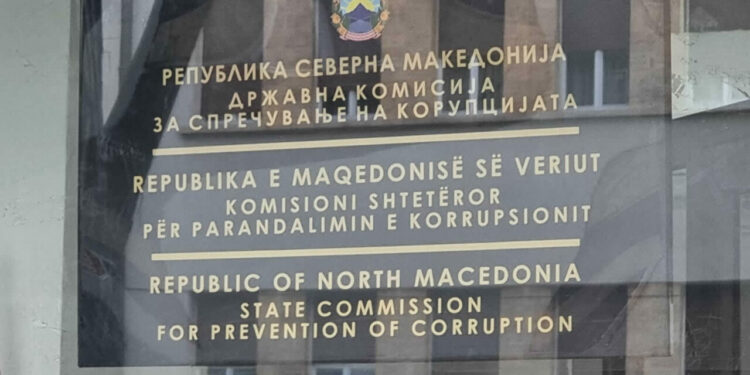 РЕПУБЛИКА СЕВЕРНА МАКЕДОНИЈА
ДРЖАВНА КОМИСИЈА
ЗА СПРЕЧУВАЊЕ НА КОРУПЦИЈАТА
REPUBLIKA E MAQEDONISË SË VERIUT
KOMISIONI SHTETËROR
PËR PARANDALIMIN E KORRUPSIONIT
REPUBLIC OF NORTH MACEDONIA
STATE COMMISSION
FOR PREVENTION OF CORRUPTION